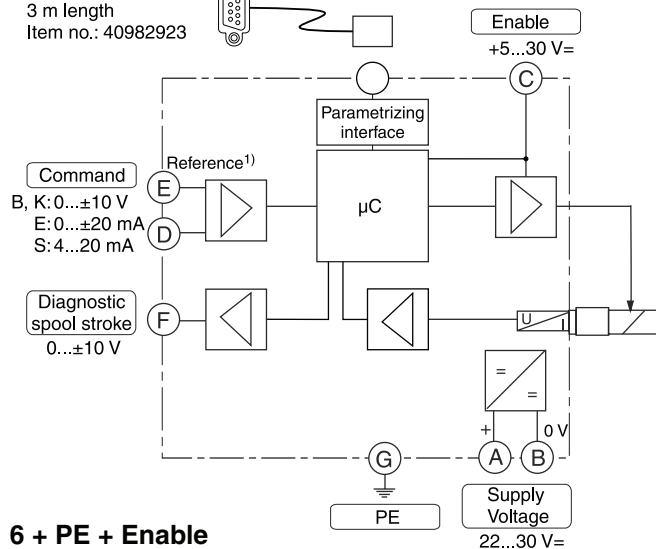 3 m length
Item no.: 40982923
Enable
+5...30 V=
C
Parametrizing
interface
Reference1)
Command
E
B, K: 0...±10 V
E: 0...±20 mA
S: 4...20 mA
D
µC
Diagnostic
spool stroke
0...±10 V
F
U
I
=
=
+
0 V
G
A
B
PE
Supply
Voltage
22...30 V=
6 + PE + Enable